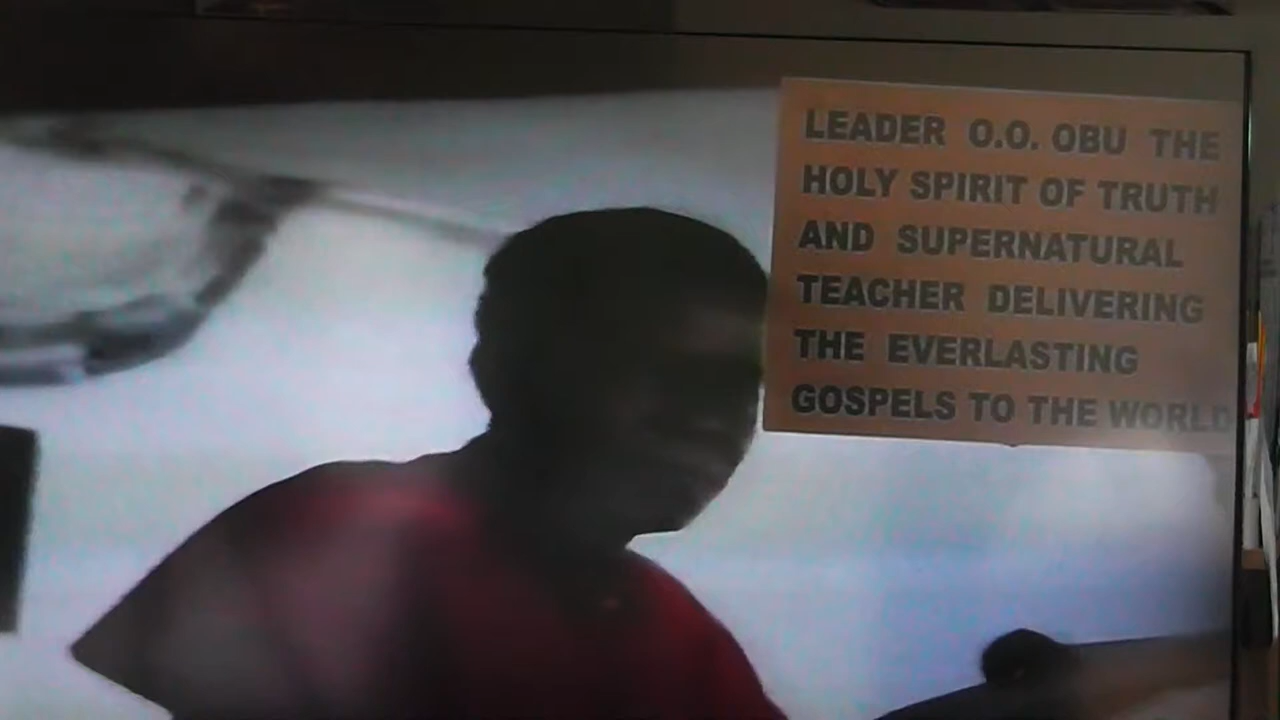 LEADER O.O. OBU THE
HOLY SPIRIT OF TRUTH
AND SUPERNATURAL
TEACHER DELIVERING
THE EVERLASTING
GOSPELS TO THE WORLD